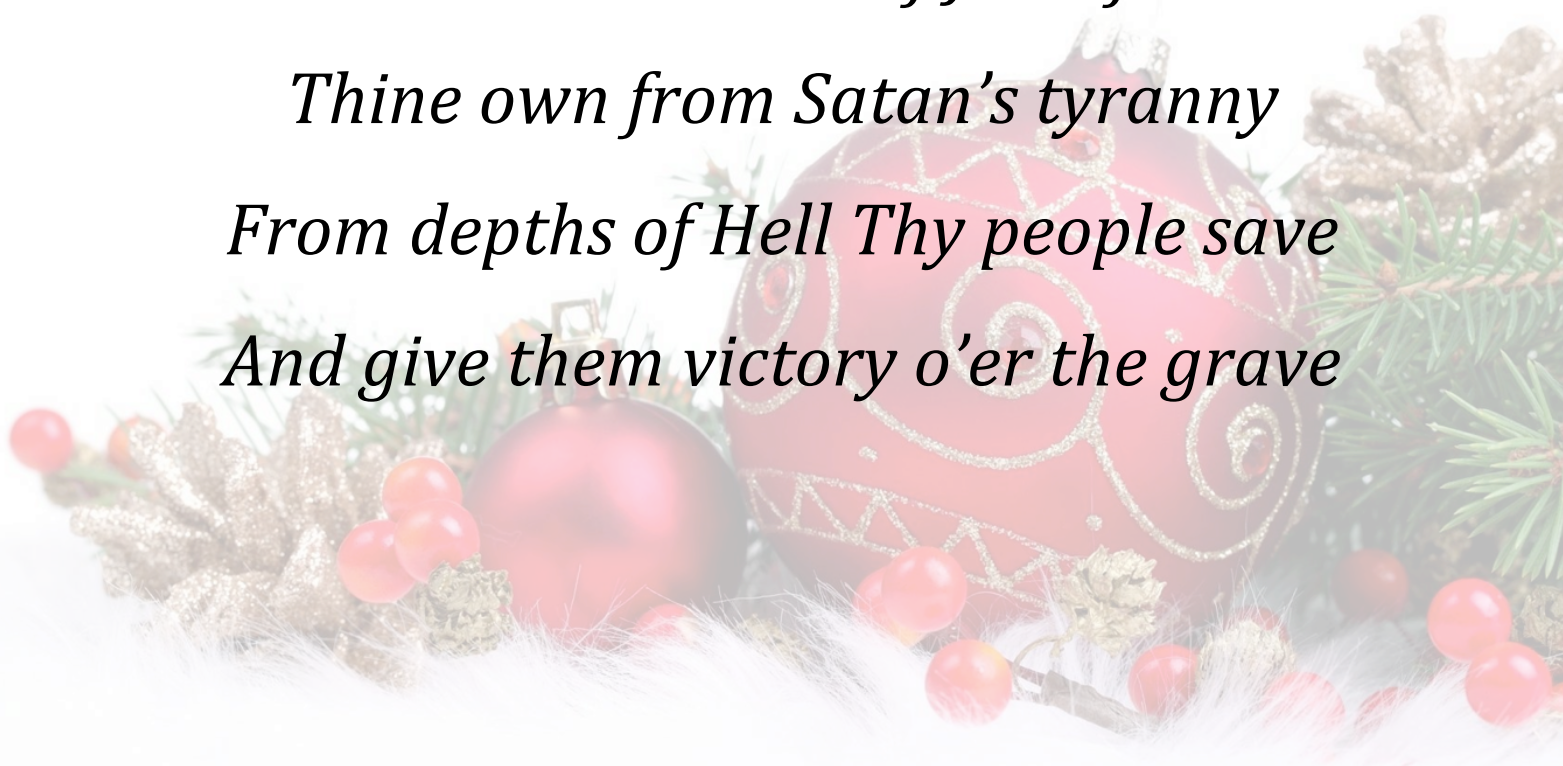 Thine own from Satan’s tyranny
From depths of Hell Thy people save
And give them victory o’er the grave